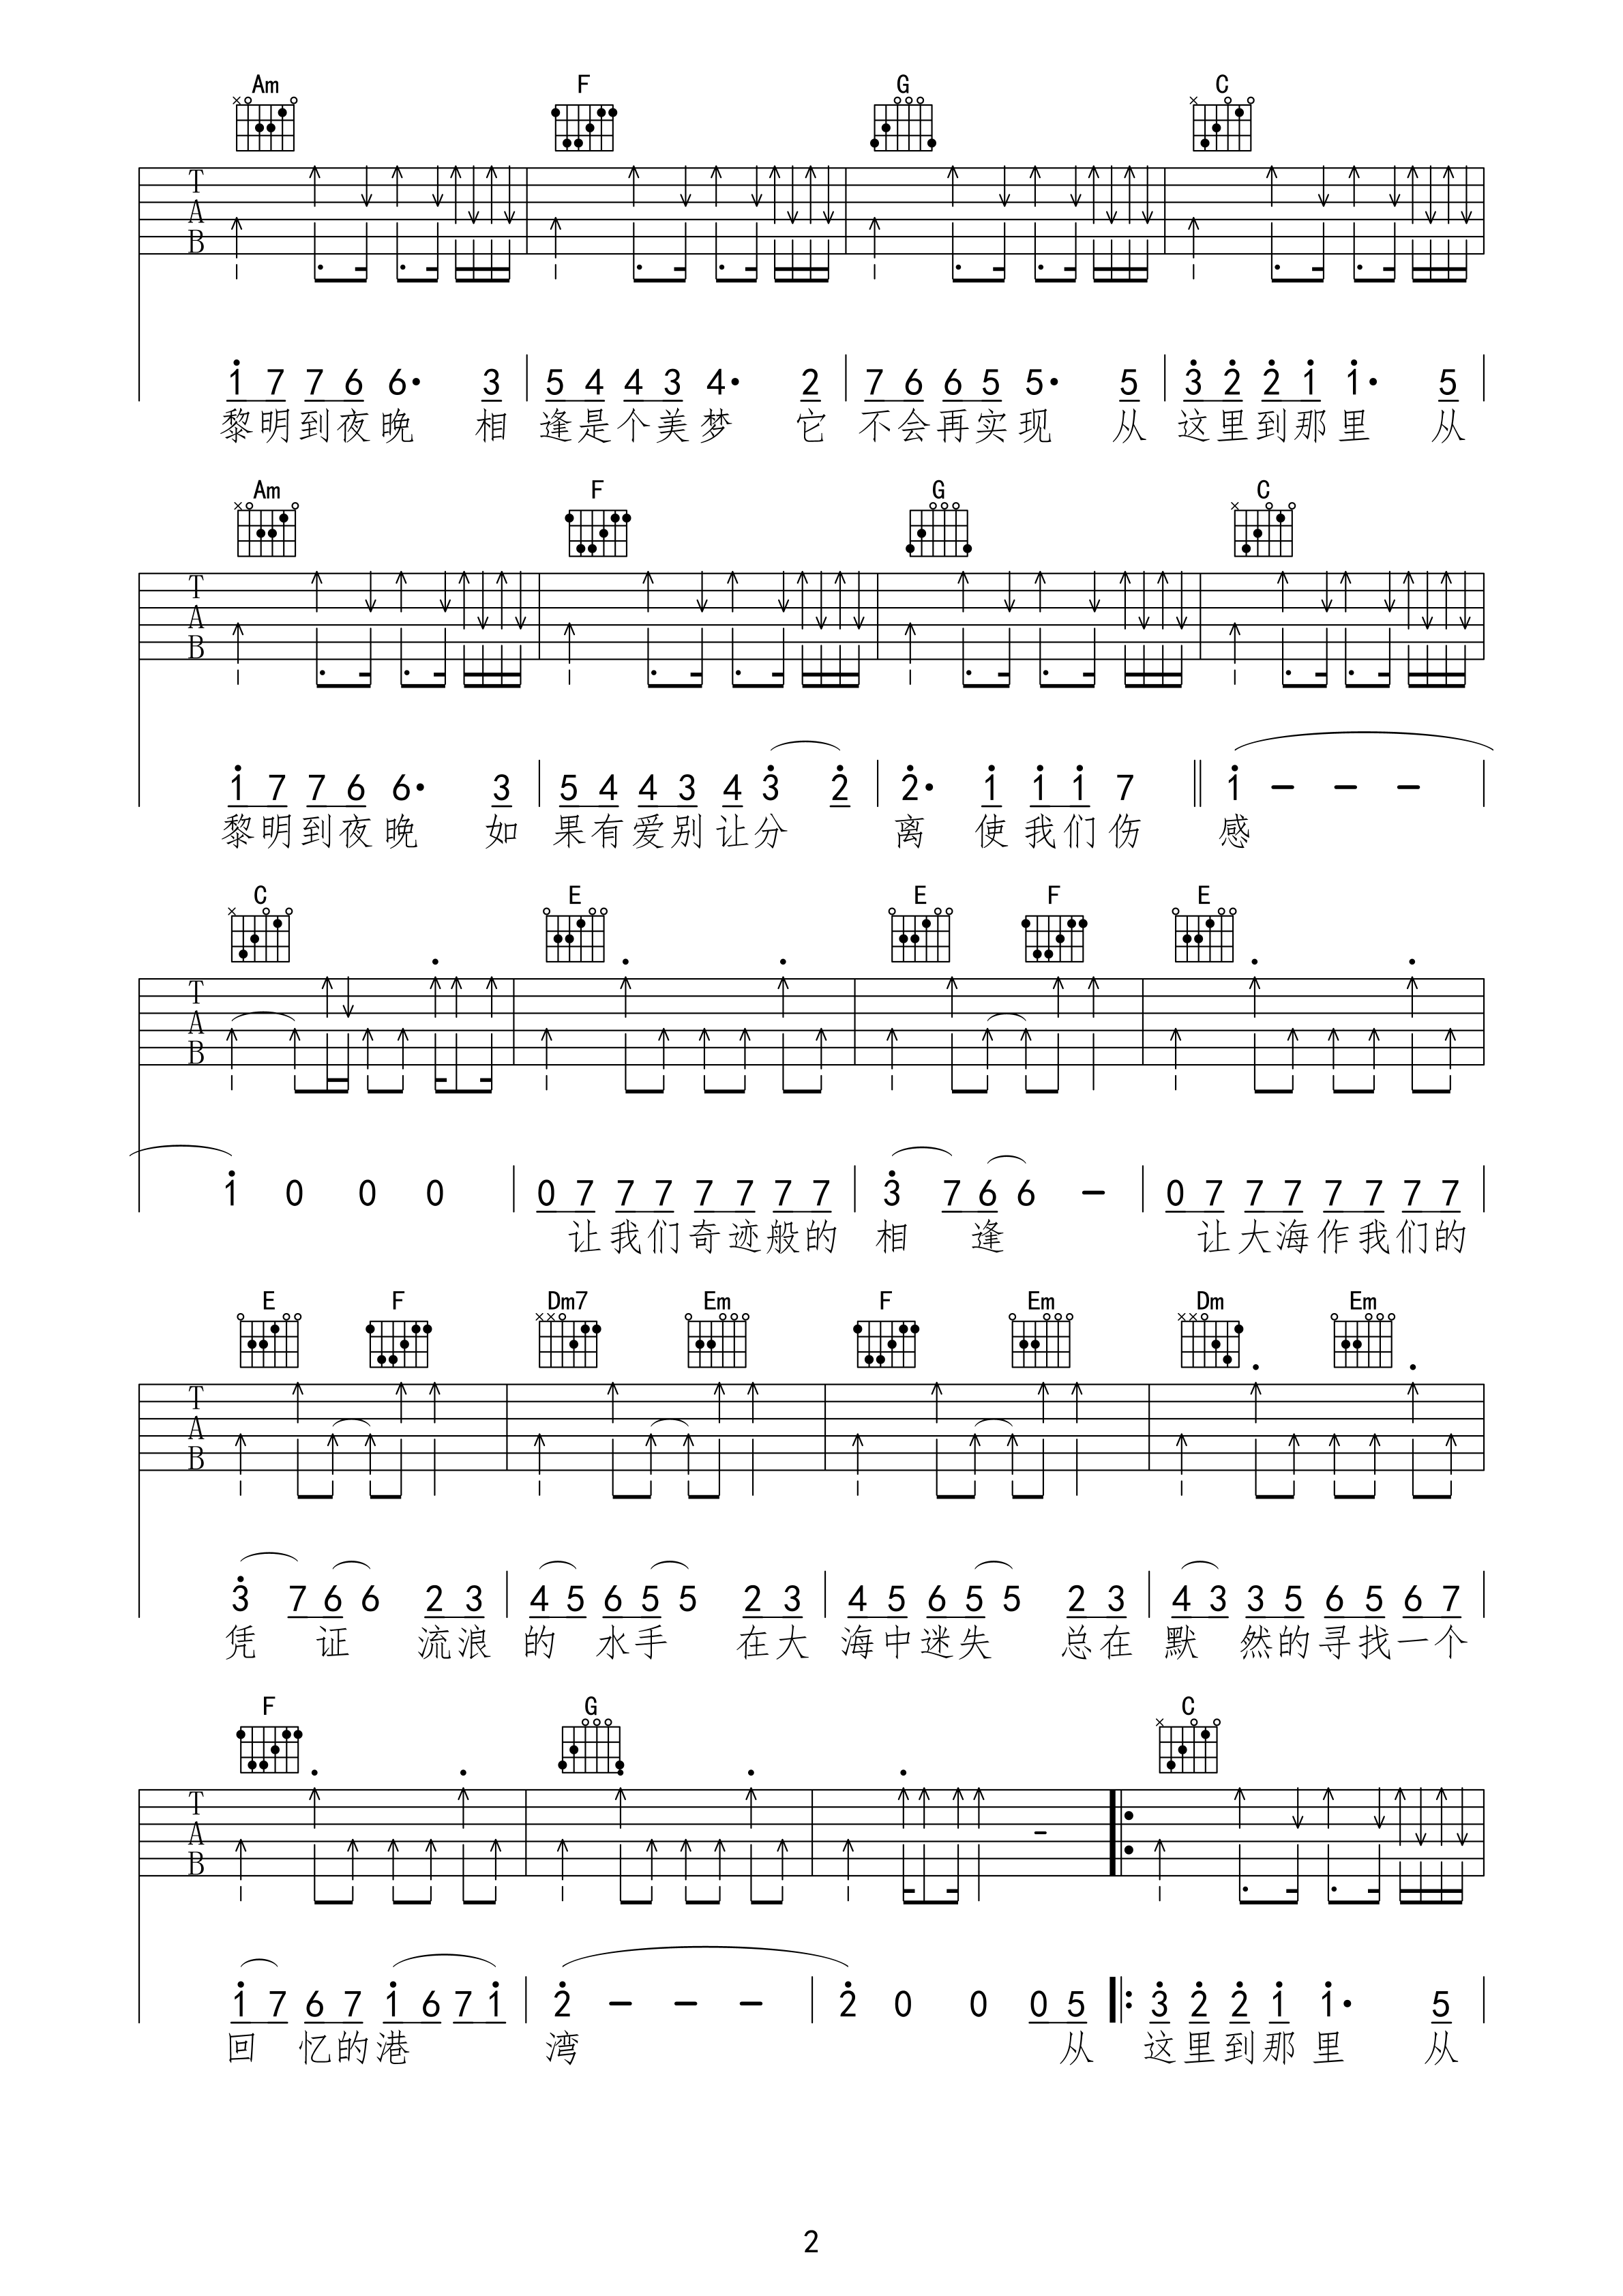 Am F G C
T
A
B
1 7 7 6 6· 3 | 5 4 4 3 4· 2 | 7 6 6 5 5· 5 | 3 2 2 1 1· 5 |
黎明到夜晚 相 逢是个美梦 它 不会再实现 从 这里到那里 从
Am F G C
T
A
B
1 7 7 6 6· 3 | 5 4 4 3 4 3 2 | 2· 1 1 1 7 || 1 – – – |
黎明到夜晚 如 果有爱别让分 离 使我们伤 感
C E E F E
T
A
B
1 0 0 0 | 0 7 7 7 7 7 7 7 | 3 7 6 6 – | 0 7 7 7 7 7 7 7 |
让我们奇迹般的 相 逢 让大海作我们的
E F Dm7 Em F Em Dm Em
T
A
B
3 7 6 6 2 3 | 4 5 6 5 5 2 3 | 4 5 6 5 5 2 3 | 4 3 3 5 6 5 6 7 |
凭 证 流浪 的 水手 在大 海中迷失 总在 默 然的寻找一个
F G C
T
A
B
1 7 6 7 1 6 7 1 | 2 – – – | 2 0 0 0 5 |: 3 2 2 1 1· 5 |
回 忆的港 湾 从 这里到那里 从
2